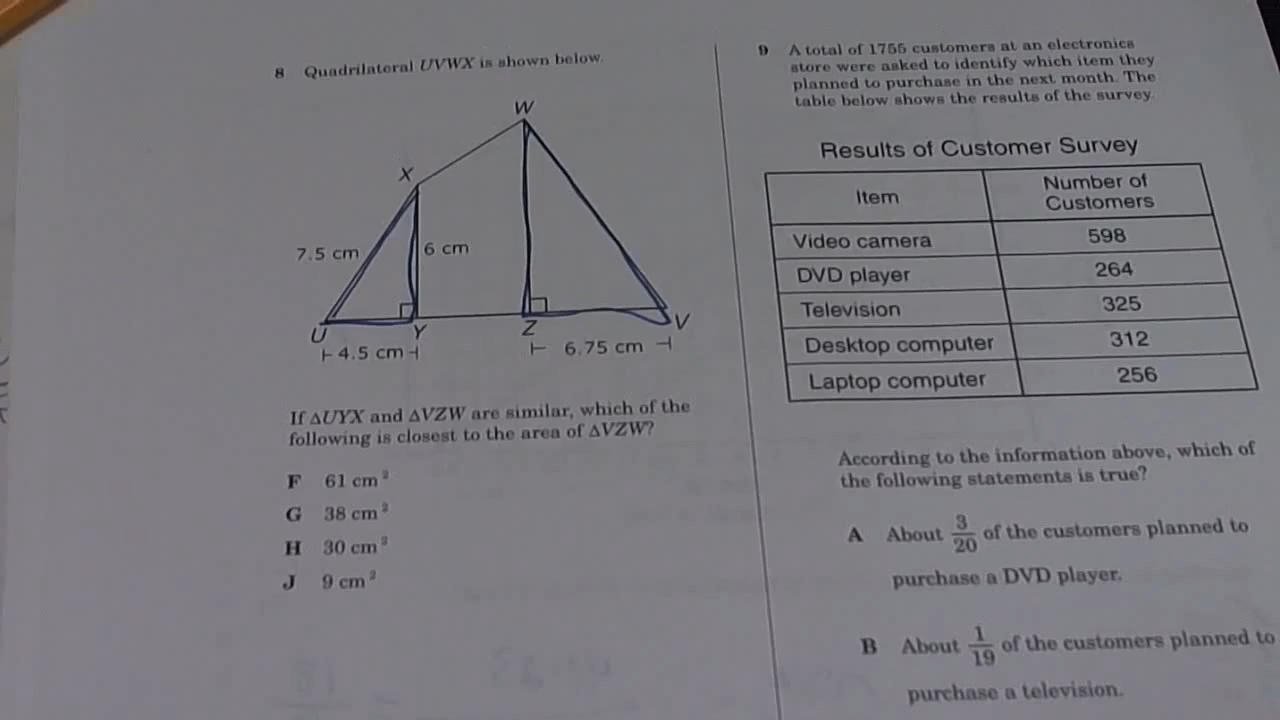 8 Quadrilateral UVWX is shown below.
W
X
7.5 cm
6 cm
U
Y
Z
V
4.5 cm
6.75 cm
If △UYX and △VZW are similar, which of the
following is closest to the area of △VZW?
F 61 cm²
G 38 cm²
H 30 cm²
J 9 cm²
9 A total of 1755 customers at an electronics
store were asked to identify which item they
planned to purchase in the next month. The
table below shows the results of the survey.
Results of Customer Survey
Item
Number of
Customers
Video camera 598
DVD player 264
Television 325
Desktop computer 312
Laptop computer 256
According to the information above, which of
the following statements is true?
A About 3/20 of the customers planned to
purchase a DVD player.
B About 1/19 of the customers planned to
purchase a television.